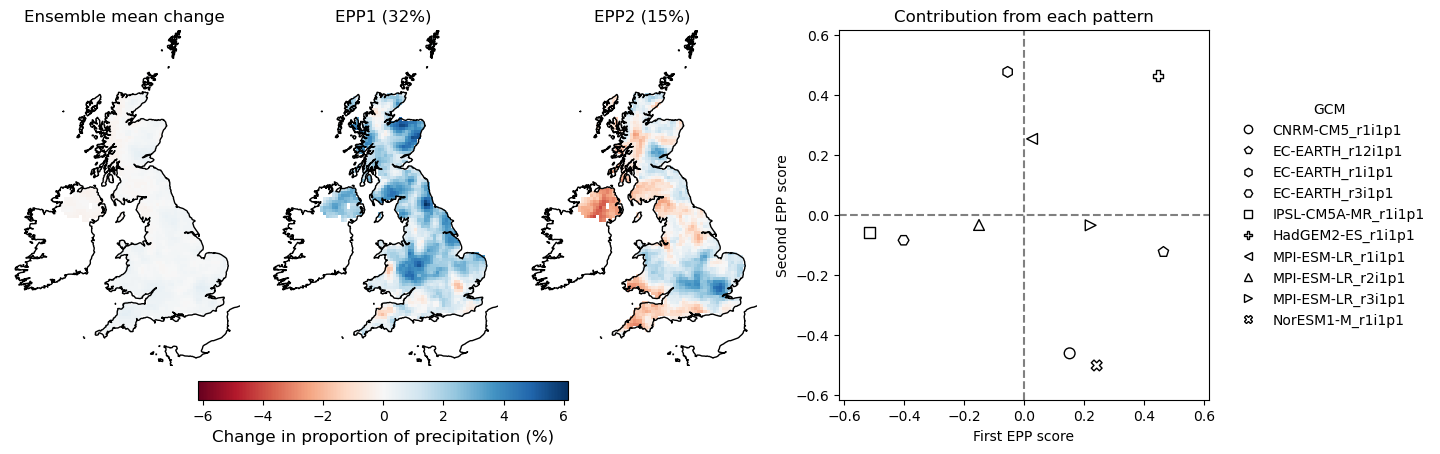 Ensemble mean change
EPP1 (32%)
EPP2 (15%)
−6 −4 −2 0 2 4 6
Change in proportion of precipitation (%)
Contribution from each pattern
Second EPP score
0.6
0.4
0.2
0.0
−0.2
−0.4
−0.6
−0.6 −0.4 −0.2 0.0 0.2 0.4 0.6
First EPP score
GCM
CNRM-CM5_r1i1p1
EC-EARTH_r12i1p1
EC-EARTH_r1i1p1
EC-EARTH_r3i1p1
IPSL-CM5A-MR_r1i1p1
HadGEM2-ES_r1i1p1
MPI-ESM-LR_r1i1p1
MPI-ESM-LR_r2i1p1
MPI-ESM-LR_r3i1p1
NorESM1-M_r1i1p1